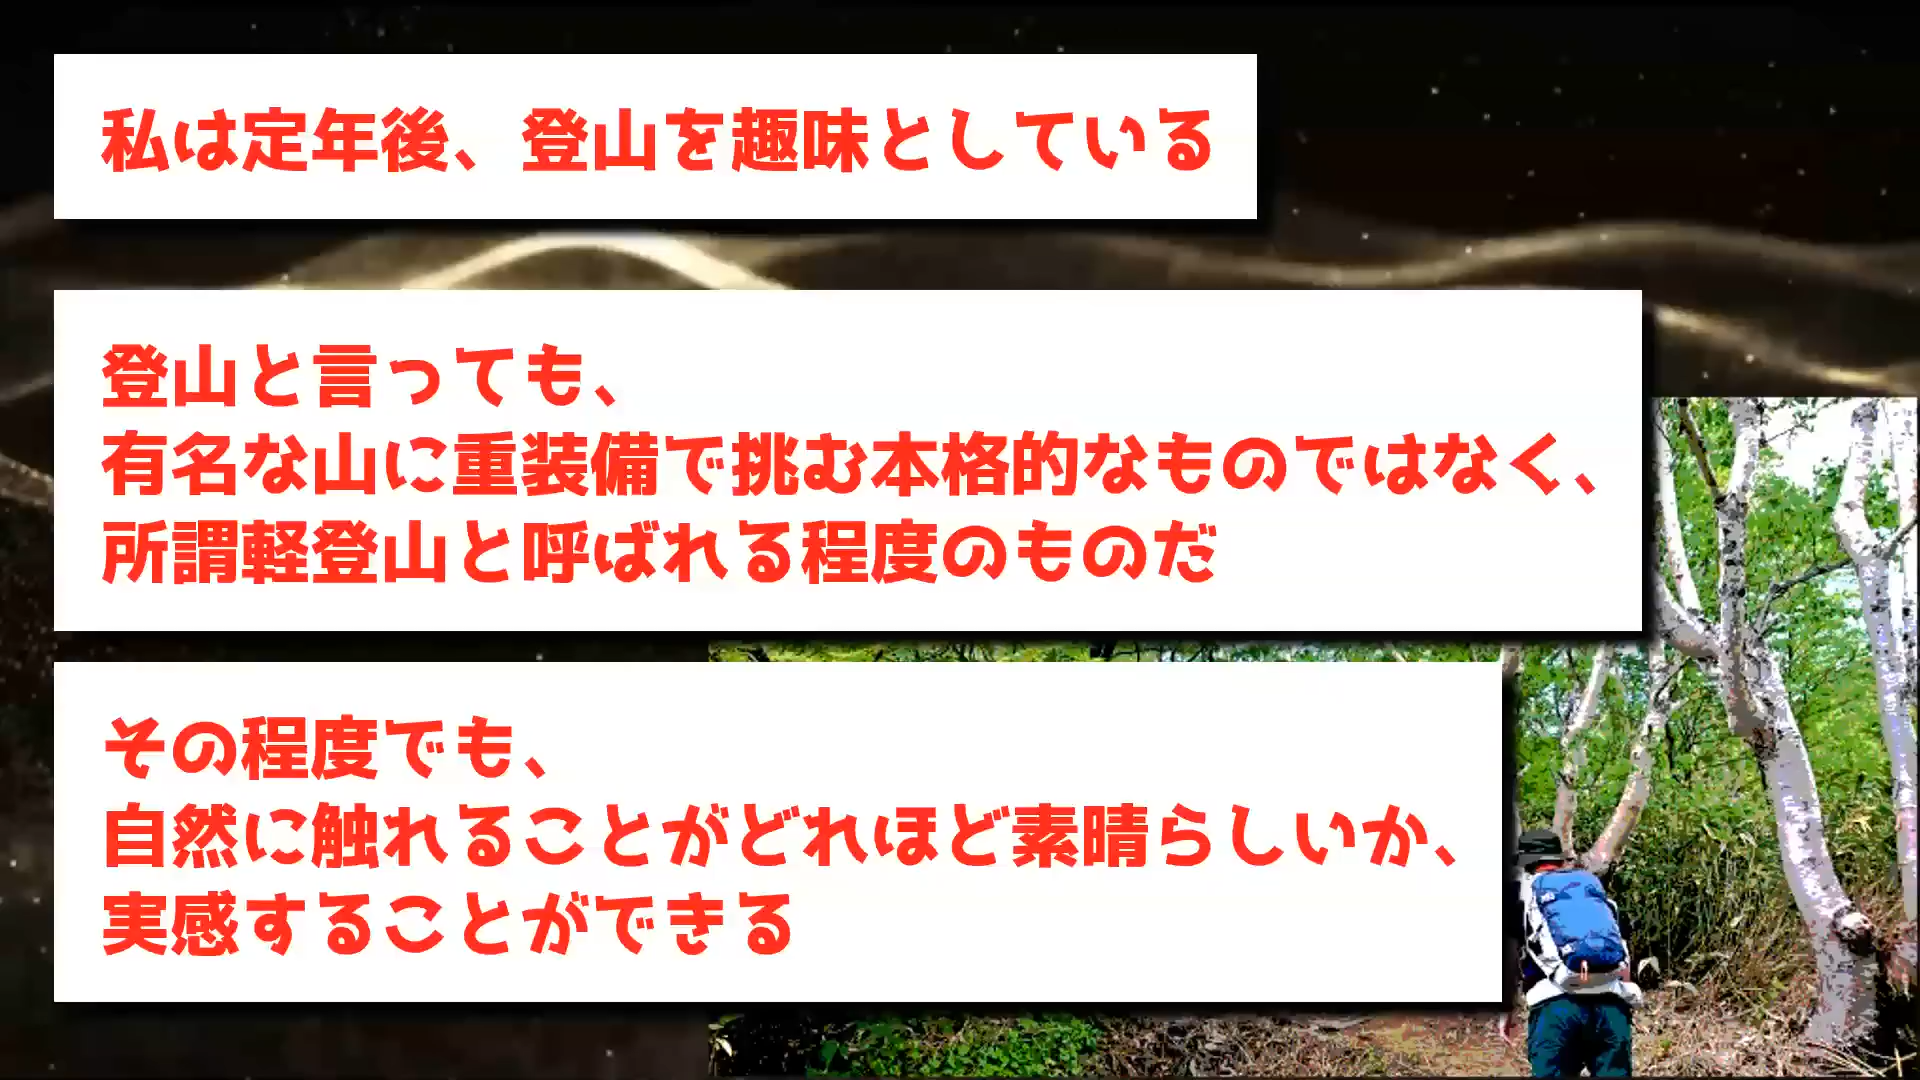 私は定年後、登山を趣味としている
登山と言っても、
有名な山に重装備で挑む本格的なものではなく、
所謂軽登山と呼ばれる程度のものだ
その程度でも、
自然に触れることがどれほど素晴らしいか、
実感することができる